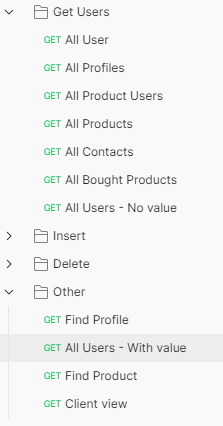 Get Users
GET All User
GET All Profiles
GET All Product Users
GET All Products
GET All Contacts
GET All Bought Products
GET All Users - No value
Insert
Delete
Other
GET Find Profile
GET All Users - With value
GET Find Product
GET Client view